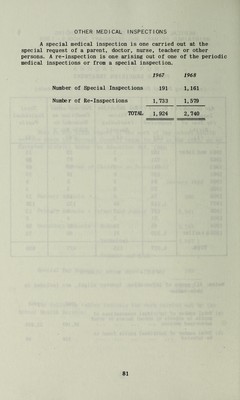 OTHER MEDICAL INSPECTIONS
A special medical inspection is one carried out at the
special request of a parent, doctor, nurse, teacher or other
persons. A re-inspection is one arising out of one of the periodic
medical inspections or from a special inspection.
1967 1968
Number of Special Inspections 191 1,161
Number of Re-Inspections 1,733 1,579
TOTAL 1,924 2,740
81